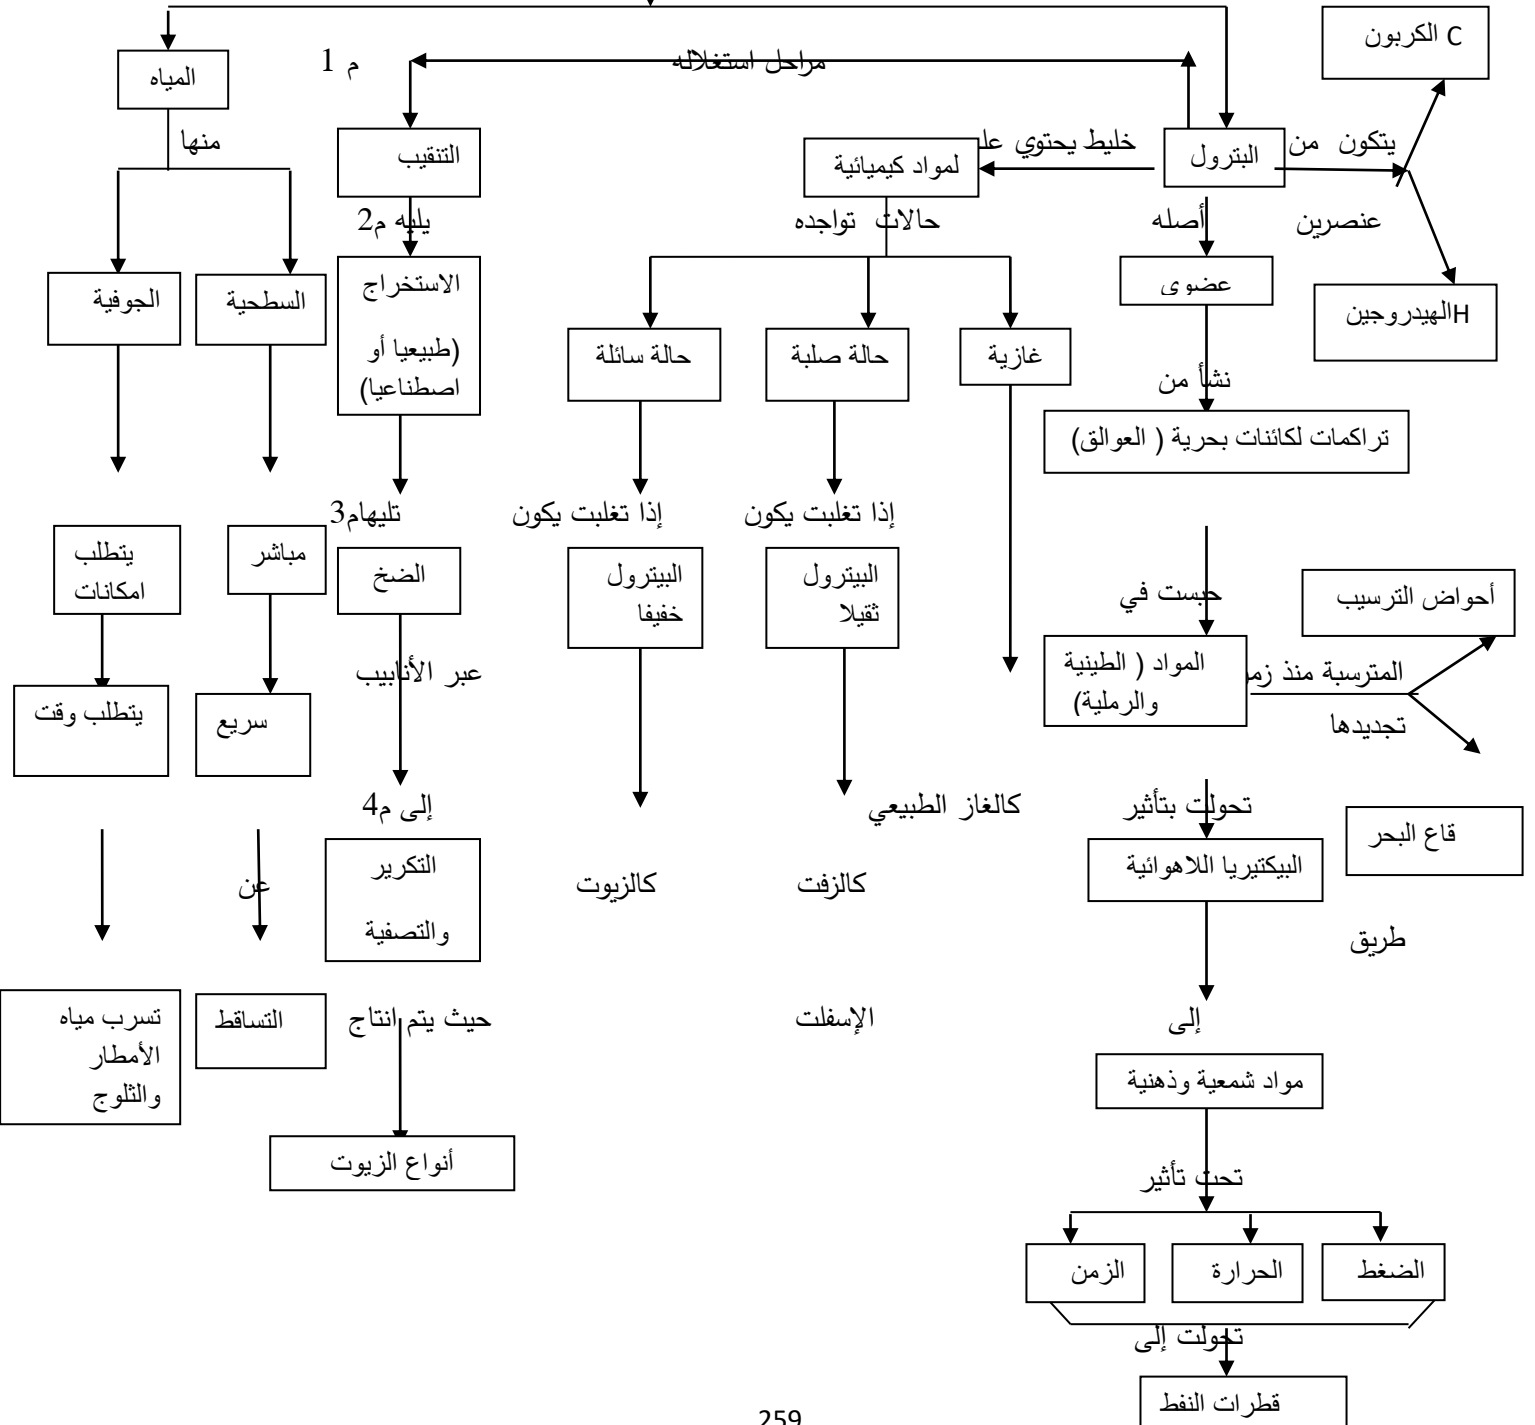 C الكربون
المياه
م 1
مراحل استغلاله
منها
التنقيب
لمواد كيميائية
خليط يحتوي عل
البترول
يتكون من
يليه م2
حالات تواجده
أصله
عنصرين
الجوفية
السطحية
الاستخراج
(طبيعيا أو
اصطناعيا)
عضوي
Hالهيدروجين
حالة سائلة
حالة صلبة
غازية
نشأ من
تراكمات لكائنات بحرية ( العوالق)
تليهام3
إذا تغلبت يكون
إذا تغلبت يكون
يتطلب
امكانات
مباشر
الضخ
البيترول
خفيفا
البيترول
ثقيلا
حبست في
أحواض الترسيب
عبر الأنابيب
المواد ( الطينية
والرملية)
المترسبة منذ زمن
تجديدها
يتطلب وقت
سريع
إلى م4
كالغاز الطبيعي
تحولت بتأثير
قاع البحر
التكرير
والتصفية
عن
كالزيوت
كالزفت
البيكتيريا اللاهوائية
طريق
تسرب مياه
الأمطار
والثلوج
التساقط
حيث يتم انتاج
الإسفلت
إلى
مواد شمعية وذهنية
أنواع الزيوت
تحت تأثير
الزمن
الحرارة
الضغط
تحولت إلى
قطرات النفط
259